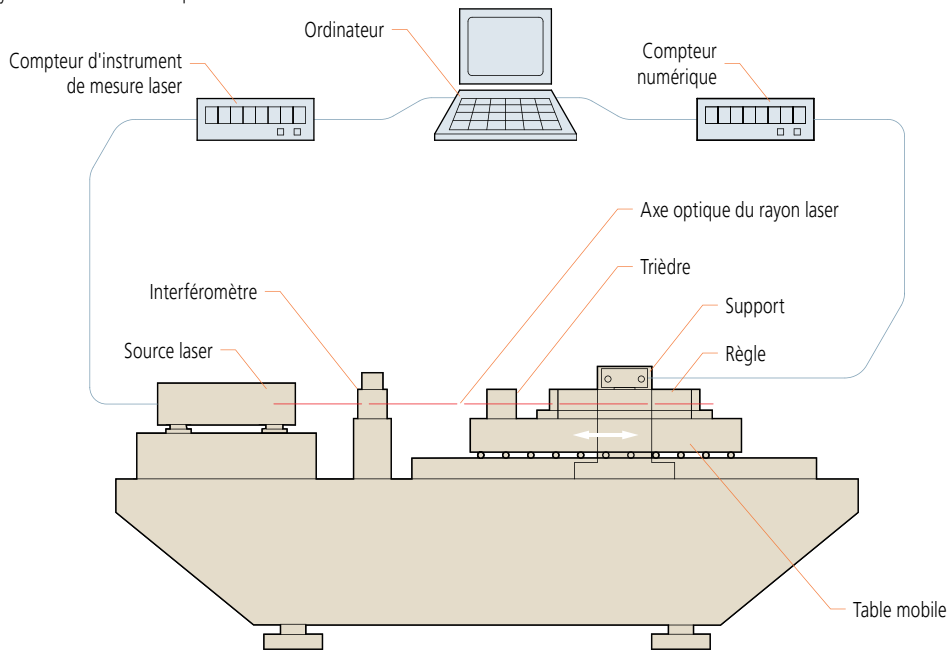 Ordinateur
Compteur d'instrument
de mesure laser
Compteur
numérique
Axe optique du rayon laser
Trièdre
Interféromètre
Support
Source laser
Règle
Table mobile